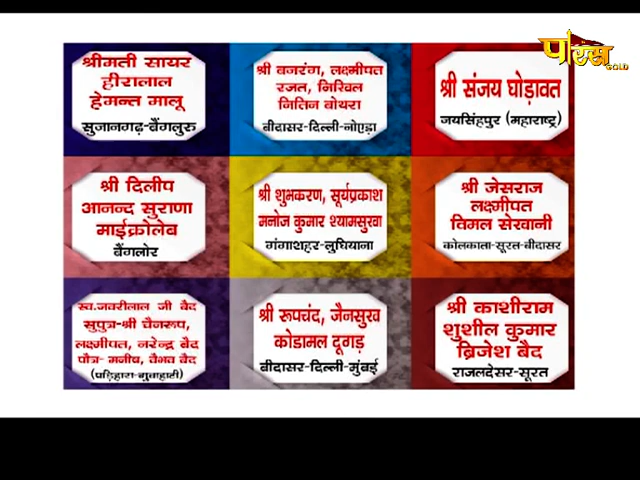 पारस
GOLD
श्रीमती सायर
हीरालाल
हेमन्त मालू
सुजानगढ़-बैंगलुरु
श्री बजरंग, लक्ष्मीपत
रजत, निखिल
नितिन बोथरा
बीदासर-दिल्ली-नोएड़ा
श्री संजय घोड़ावत
जयसिंहपुर (महाराष्ट्र)
श्री दिलीप
आनन्द सुराणा
माईक्रोलेब
बैंगलोर
श्री शुभकरण, सूर्यप्रकाश
मनोज कुमार श्यामसुखा
गंगाशहर-लुधियाना
श्री जेसराज
लक्ष्मीपत
विमल सेखानी
कोलकाता-सूरत-बीदासर
स्व.जवरीलाल जी बैद
सुपुत्र-श्री चैनरूप,
लक्ष्मीपत, नरेन्द्र बैद
पौत्र- मनीष, वैभव बैद
(पड़िहारा-गुवाहाटी)
श्री रूपचंद, जैनसुख
कोडामल दूगड़
बीदासर-दिल्ली-मुंबई
श्री काशीराम
शुशील कुमार
ब्रिजेश बैद
राजलदेसर-सूरत